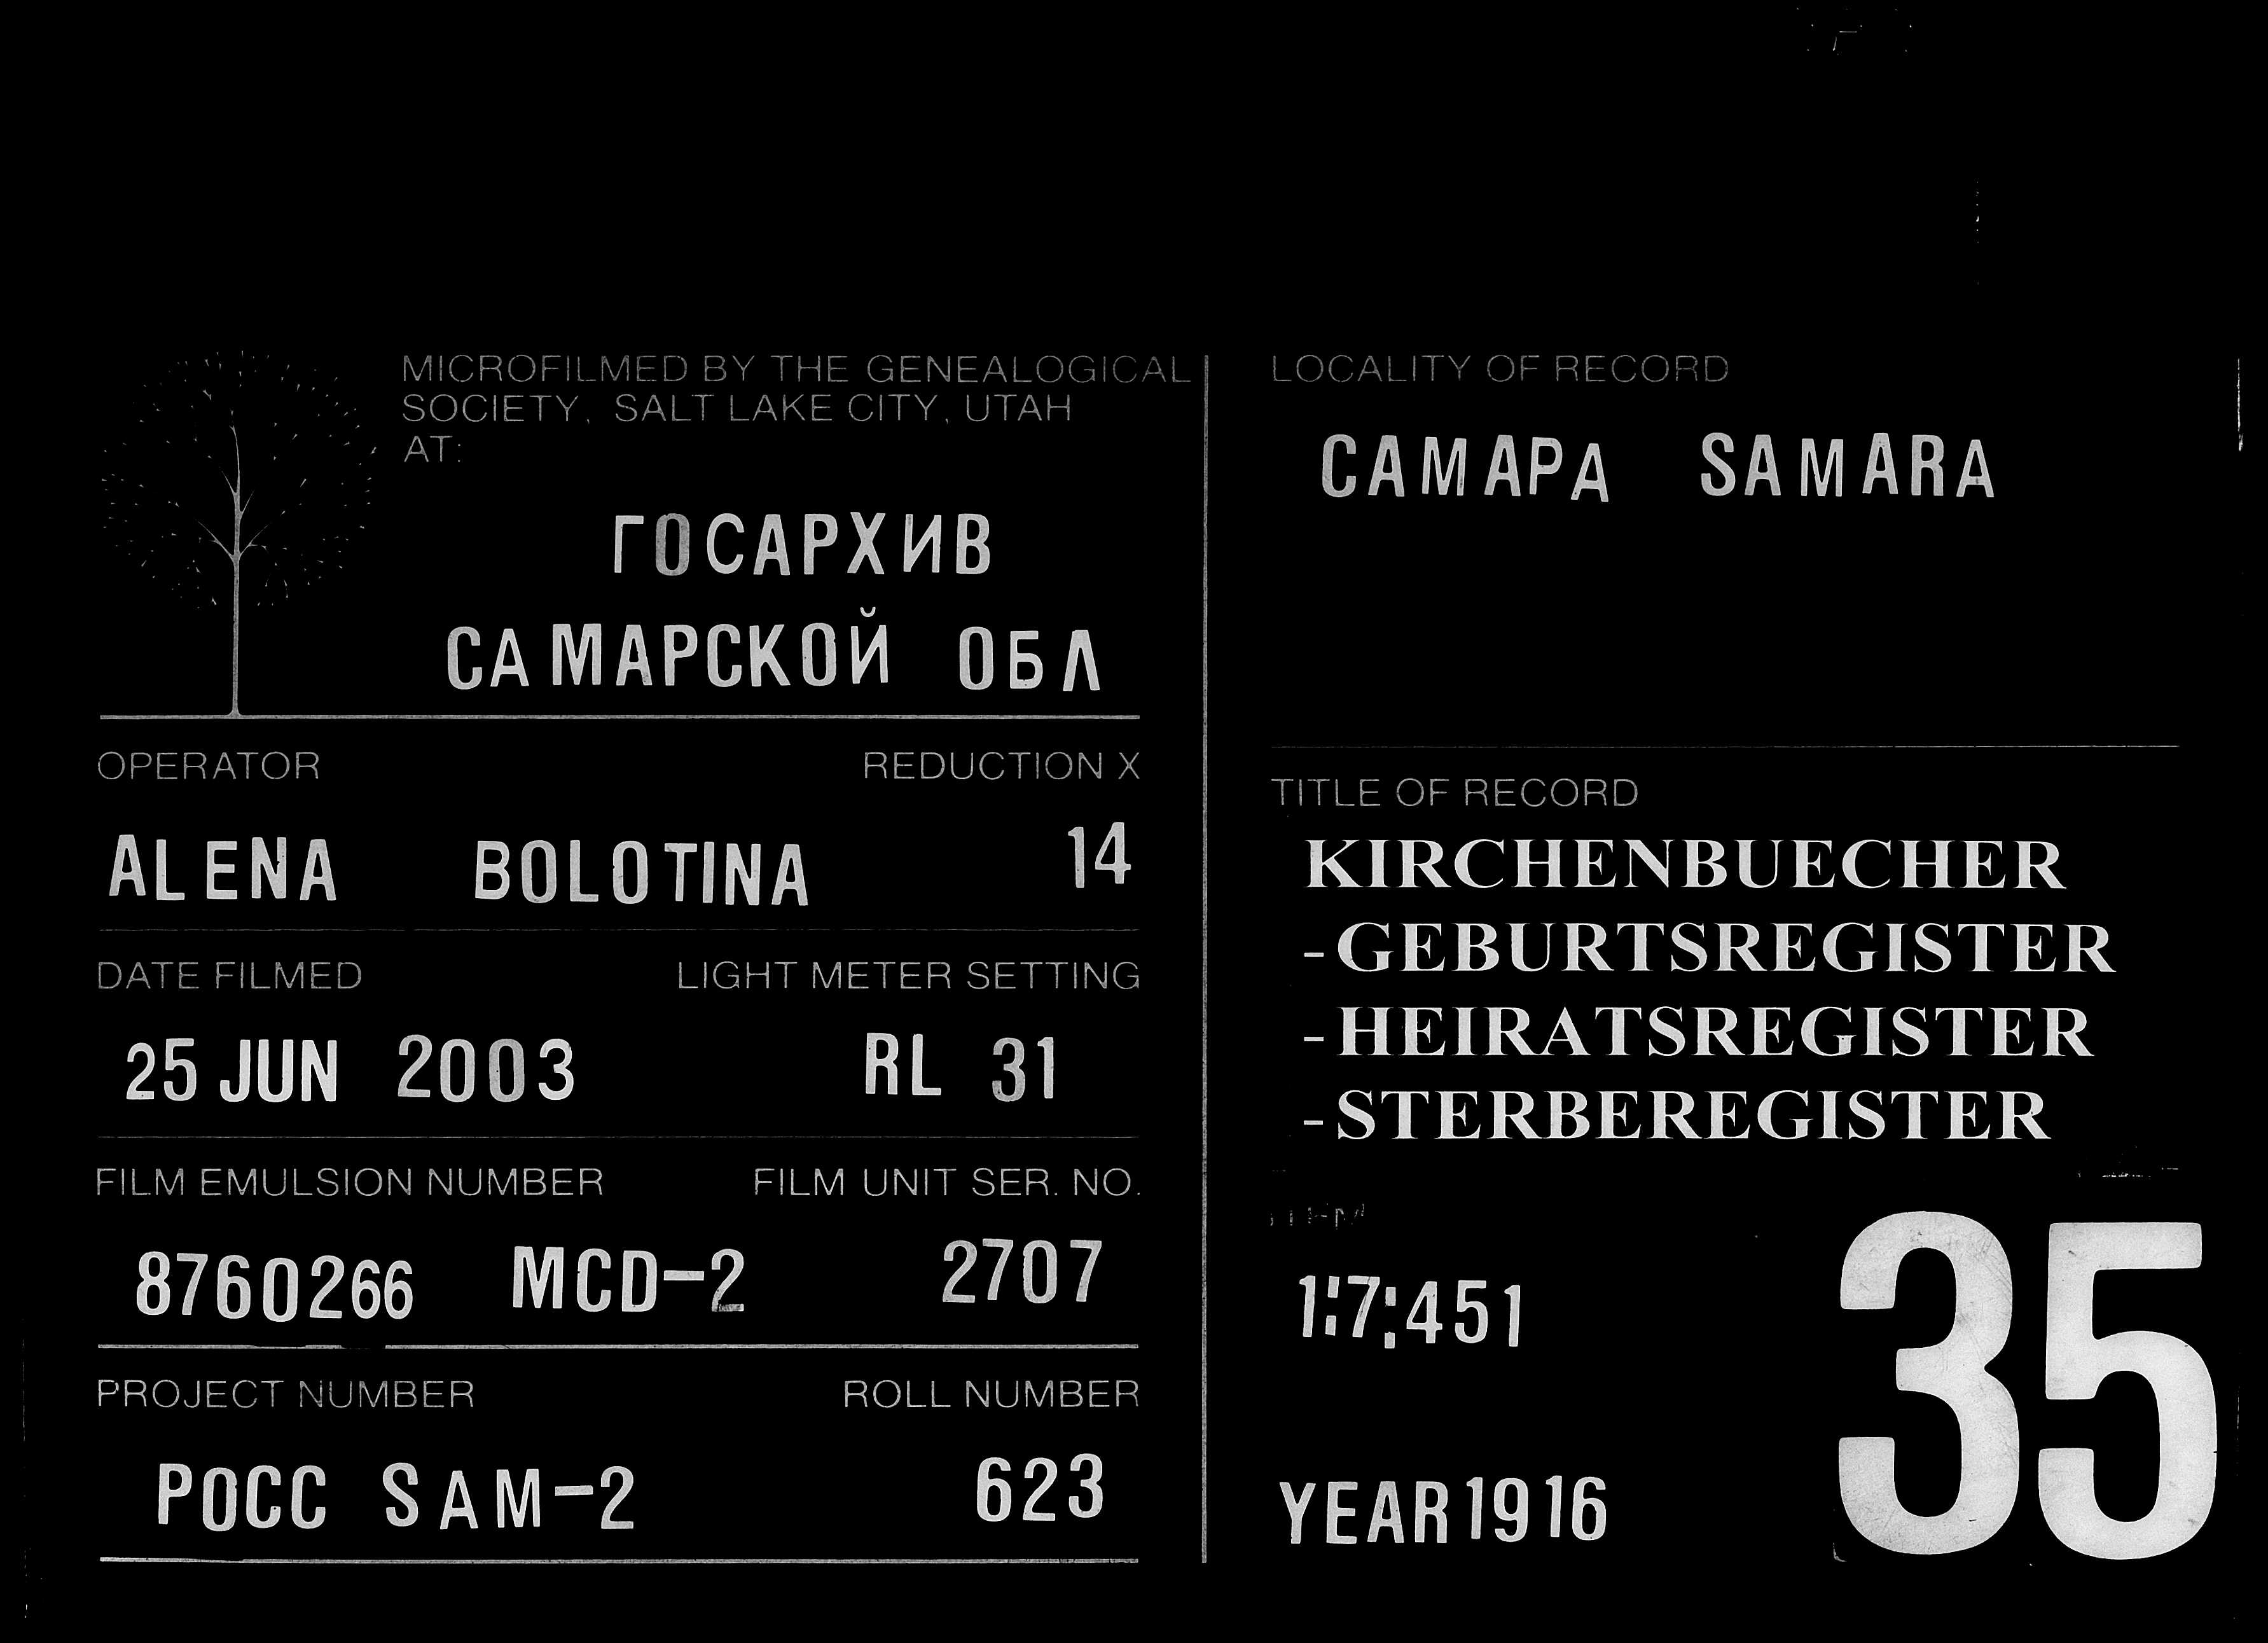 MICROFILMED BY THE GENEALOGICAL
SOCIETY, SALT LAKE CITY, UTAH
AT:
ГОСАРХИВ
САМАРСКОЙ ОБЛ
OPERATOR REDUCTION X
ALENA BOLOTINA 14
DATE FILMED LIGHT METER SETTING
25 JUN 2003 RL 31
FILM EMULSION NUMBER FILM UNIT SER. NO.
8760266 MCD-2 2707
PROJECT NUMBER ROLL NUMBER
РОСС SAM-2 623
LOCALITY OF RECORD
САМАРА SAMARA
TITLE OF RECORD
KIRCHENBUECHER
-GEBURTSREGISTER
-HEIRATSREGISTER
-STERBEREGISTER
1:7:451
35
YEAR 1916